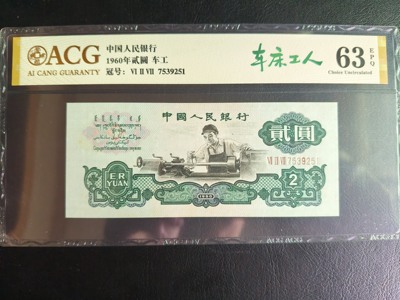 ACG
AI CANG GUARANTY
中国人民银行
1960年贰圆 车工
冠号: VI II VII 7539251
车床工人
63 EPQ
Choice Uncirculated
中国人民银行
贰圆
VI II VII 7539251
ER
YUAN
1960
2